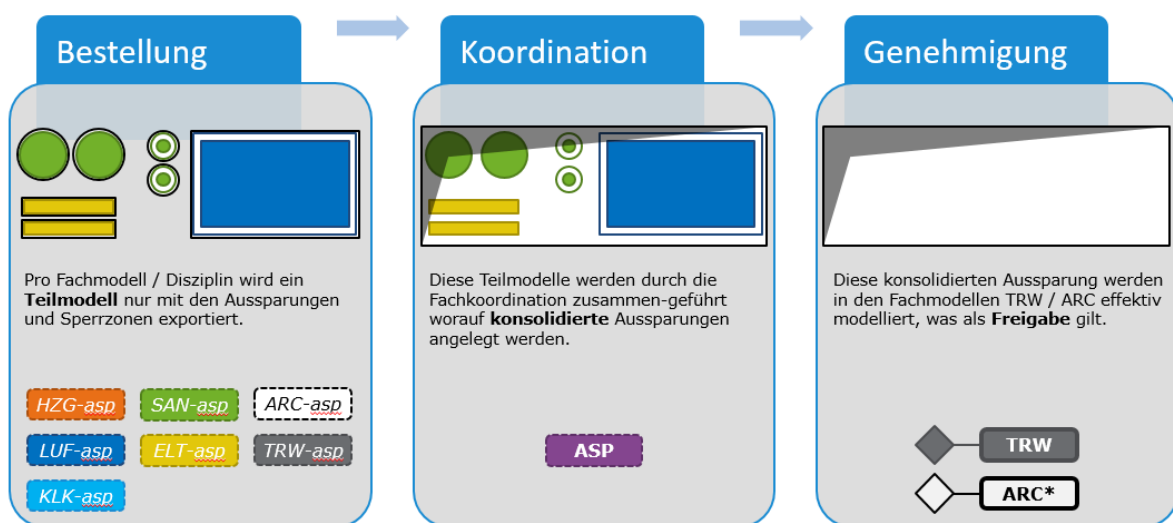 Bestellung
Koordination
Genehmigung
Pro Fachmodell / Disziplin wird ein
Teilmodell nur mit den Aussparungen
und Sperrzonen exportiert.
HZG-asp
SAN-asp
ARC-asp
LUF-asp
ELT-asp
TRW-asp
KLK-asp
Diese Teilmodelle werden durch die
Fachkoordination zusammen-geführt
worauf konsolidierte Aussparungen
angelegt werden.
ASP
Diese konsolidierten Aussparung werden
in den Fachmodellen TRW / ARC effektiv
modelliert, was als Freigabe gilt.
TRW
ARC*